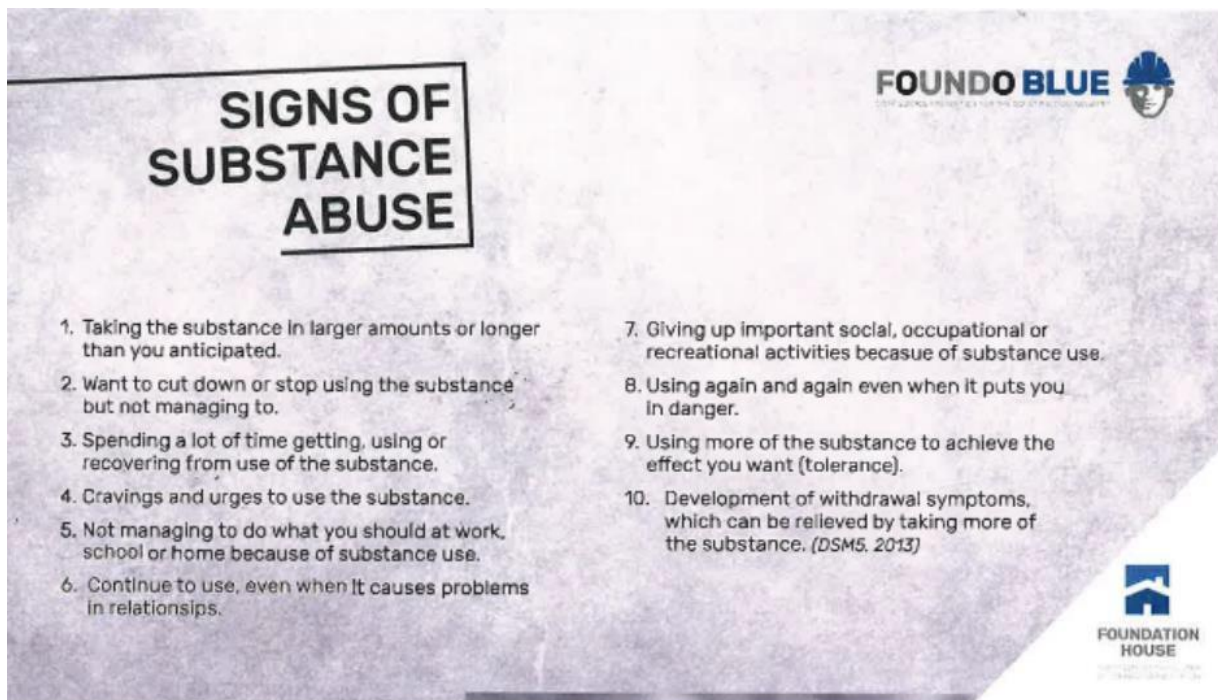 SIGNS OF
SUBSTANCE
ABUSE
FOUNDO BLUE
1. Taking the substance in larger amounts or longer
than you anticipated.
2. Want to cut down or stop using the substance
but not managing to.
3. Spending a lot of time getting, using or
recovering from use of the substance.
4. Cravings and urges to use the substance.
5. Not managing to do what you should at work,
school or home because of substance use.
6. Continue to use, even when it causes problems
in relationsips.
7. Giving up important social, occupational or
recreational activities becasue of substance use.
8. Using again and again even when it puts you
in danger.
9. Using more of the substance to achieve the
effect you want (tolerance).
10. Development of withdrawal symptoms,
which can be relieved by taking more of
the substance. (DSM5, 2013)
FOUNDATION
HOUSE